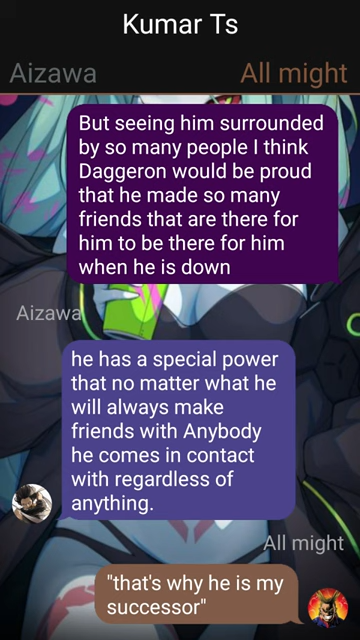 Kumar Ts
Aizawa
All might
But seeing him surrounded
by so many people I think
Daggeron would be proud
that he made so many
friends that are there for
him to be there for him
when he is down
Aizawa
he has a special power
that no matter what he
will always make
friends with Anybody
he comes in contact
with regardless of
anything.
All might
"that's why he is my
successor"